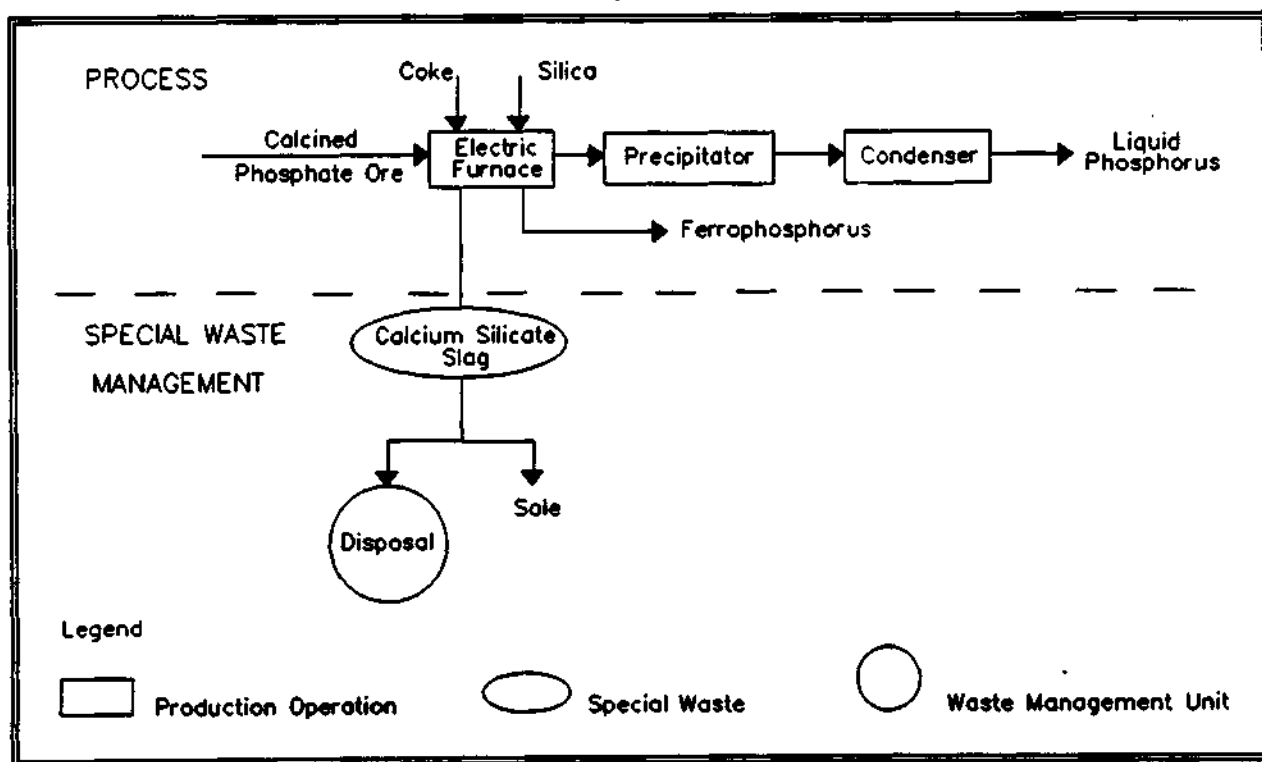 PROCESS
Coke
Silica
Calcined
Phosphate Ore
Electric
Furnace
Precipitator
Condenser
Liquid
Phosphorus
Ferrophosphorus
SPECIAL WASTE
MANAGEMENT
Calcium Silicate
Slag
Disposal
Sale
Legend
Production Operation
Special Waste
Waste Management Unit